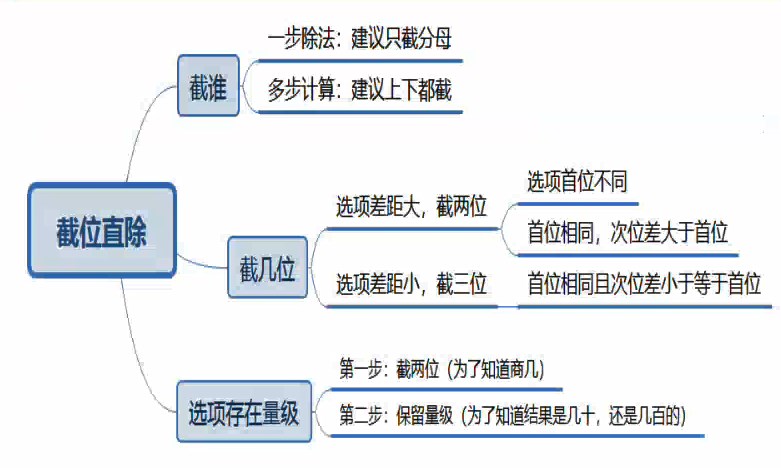 截位直除
截谁
一步除法：建议只截分母
多步计算：建议上下都截
截几位
选项差距大，截两位
选项首位不同
首位相同，次位差大于首位
选项差距小，截三位
首位相同且次位差小于等于首位
选项存在量级
第一步：截两位（为了知道商几）
第二步：保留量级（为了知道结果是几十，还是几百的）